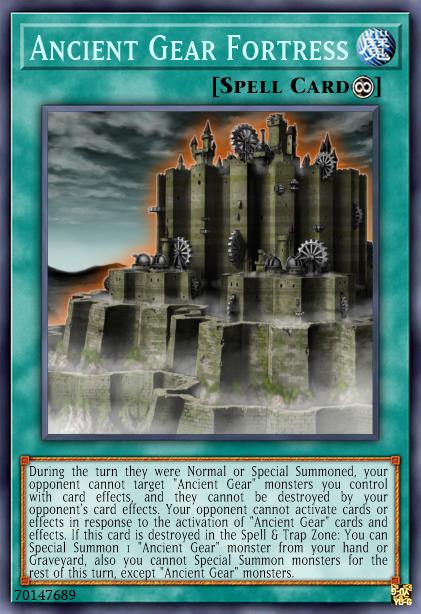 ANCIENT GEAR FORTRESS
魔
[SPELL CARD]
During the turn they were Normal or Special Summoned, your
opponent cannot target "Ancient Gear" monsters you control
with card effects, and they cannot be destroyed by your
opponent's card effects. Your opponent cannot activate cards or
effects in response to the activation of "Ancient Gear" cards and
effects. If this card is destroyed in the Spell & Trap Zone: You can
Special Summon 1 "Ancient Gear" monster from your hand or
Graveyard, also you cannot Special Summon monsters for the
rest of this turn, except "Ancient Gear" monsters.
70147689